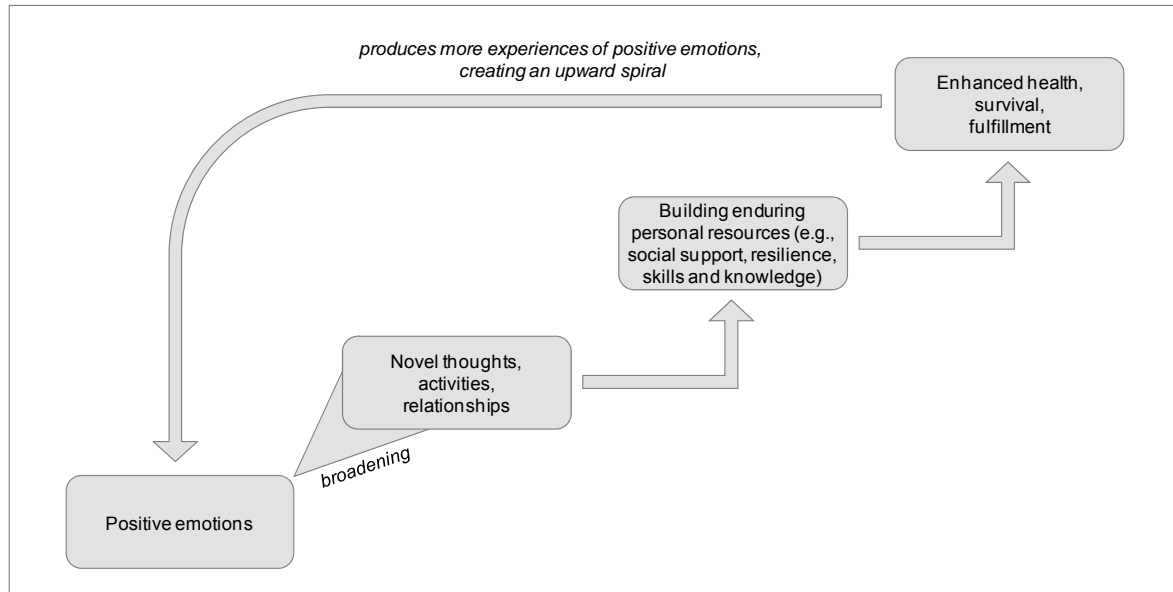 produces more experiences of positive emotions,
creating an upward spiral
Enhanced health,
survival,
fulfillment
Building enduring
personal resources (e.g.,
social support, resilience,
skills and knowledge)
Novel thoughts,
activities,
relationships
broadening
Positive emotions